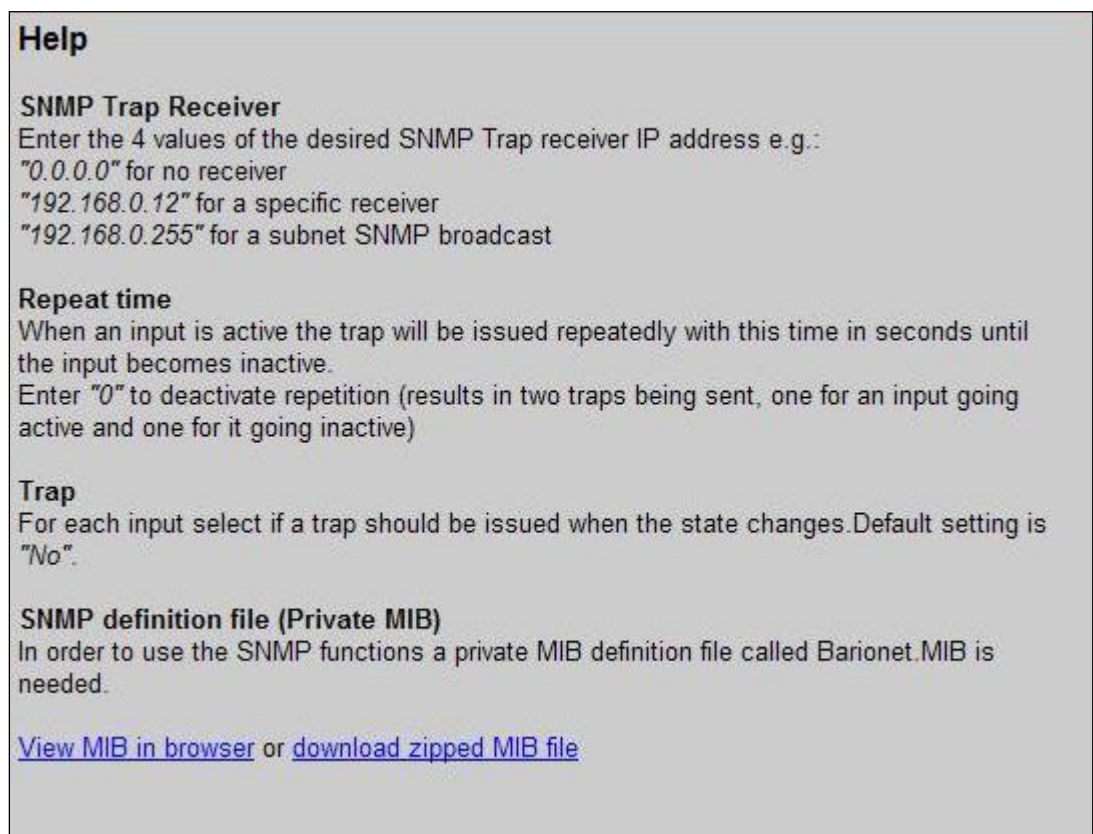 Help
SNMP Trap Receiver
Enter the 4 values of the desired SNMP Trap receiver IP address e.g.:
"0.0.0.0" for no receiver
"192.168.0.12" for a specific receiver
"192.168.0.255" for a subnet SNMP broadcast
Repeat time
When an input is active the trap will be issued repeatedly with this time in seconds until
the input becomes inactive.
Enter "0" to deactivate repetition (results in two traps being sent, one for an input going
active and one for it going inactive)
Trap
For each input select if a trap should be issued when the state changes.Default setting is
"No".
SNMP definition file (Private MIB)
In order to use the SNMP functions a private MIB definition file called Barionet.MIB is
needed.
View MIB in browser or download zipped MIB file